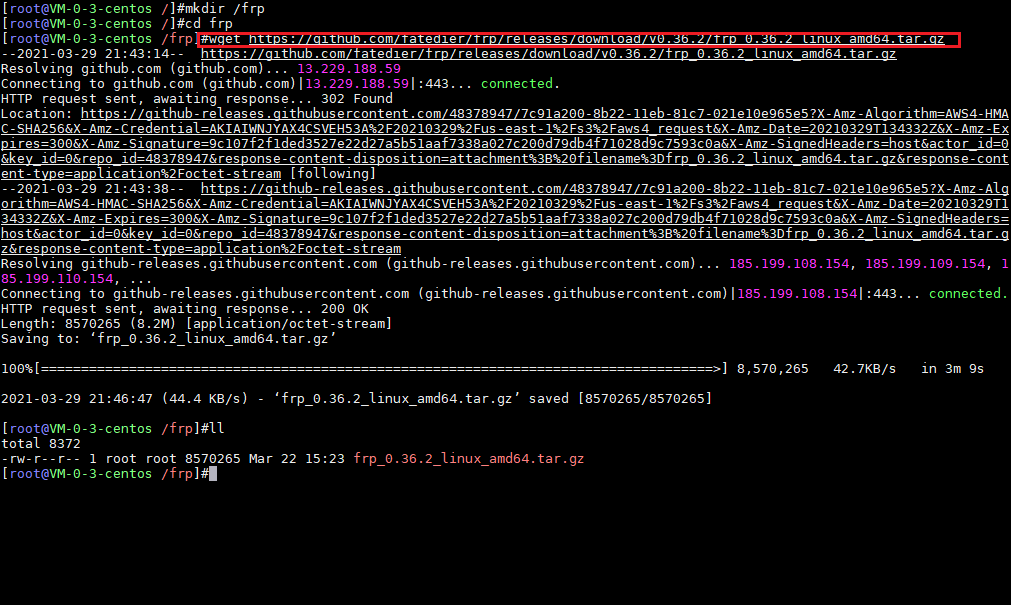 [root@VM-0-3-centos /]#mkdir /frp
[root@VM-0-3-centos /]#cd frp
[root@VM-0-3-centos /frp]#wget https://github.com/fatedier/frp/releases/download/v0.36.2/frp_0.36.2_linux_amd64.tar.gz
--2021-03-29 21:43:14--  https://github.com/fatedier/frp/releases/download/v0.36.2/frp_0.36.2_linux_amd64.tar.gz
Resolving github.com (github.com)... 13.229.188.59
Connecting to github.com (github.com)|13.229.188.59|:443... connected.
HTTP request sent, awaiting response... 302 Found
Location: https://github-releases.githubusercontent.com/48378947/7c91a200-8b22-11eb-81c7-021e10e965e5?X-Amz-Algorithm=AWS4-HMA
C-SHA256&X-Amz-Credential=AKIAIWNJYAX4CSVEH53A%2F20210329%2Fus-east-1%2Fs3%2Faws4_request&X-Amz-Date=20210329T134332Z&X-Amz-Ex
pires=300&X-Amz-Signature=9c107f2f1ded3527e22d27a5b51aaf7338a027c200d79db4f71028d9c7593c0a&X-Amz-SignedHeaders=host&actor_id=0
&key_id=0&repo_id=48378947&response-content-disposition=attachment%3B%20filename%3Dfrp_0.36.2_linux_amd64.tar.gz&response-cont
ent-type=application%2Foctet-stream [following]
--2021-03-29 21:43:38--  https://github-releases.githubusercontent.com/48378947/7c91a200-8b22-11eb-81c7-021e10e965e5?X-Amz-Alg
orithm=AWS4-HMAC-SHA256&X-Amz-Credential=AKIAIWNJYAX4CSVEH53A%2F20210329%2Fus-east-1%2Fs3%2Faws4_request&X-Amz-Date=20210329T1
34332Z&X-Amz-Expires=300&X-Amz-Signature=9c107f2f1ded3527e22d27a5b51aaf7338a027c200d79db4f71028d9c7593c0a&X-Amz-SignedHeaders=
host&actor_id=0&key_id=0&repo_id=48378947&response-content-disposition=attachment%3B%20filename%3Dfrp_0.36.2_linux_amd64.tar.g
z&response-content-type=application%2Foctet-stream
Resolving github-releases.githubusercontent.com (github-releases.githubusercontent.com)... 185.199.108.154, 185.199.109.154, 1
85.199.110.154, ...
Connecting to github-releases.githubusercontent.com (github-releases.githubusercontent.com)|185.199.108.154|:443... connected.
HTTP request sent, awaiting response... 200 OK
Length: 8570265 (8.2M) [application/octet-stream]
Saving to: ‘frp_0.36.2_linux_amd64.tar.gz’
100%[====================================================================================>] 8,570,265   42.7KB/s   in 3m 9s
2021-03-29 21:46:47 (44.4 KB/s) - ‘frp_0.36.2_linux_amd64.tar.gz’ saved [8570265/8570265]
[root@VM-0-3-centos /frp]#ll
total 8372
-rw-r--r-- 1 root root 8570265 Mar 22 15:23 frp_0.36.2_linux_amd64.tar.gz
[root@VM-0-3-centos /frp]#